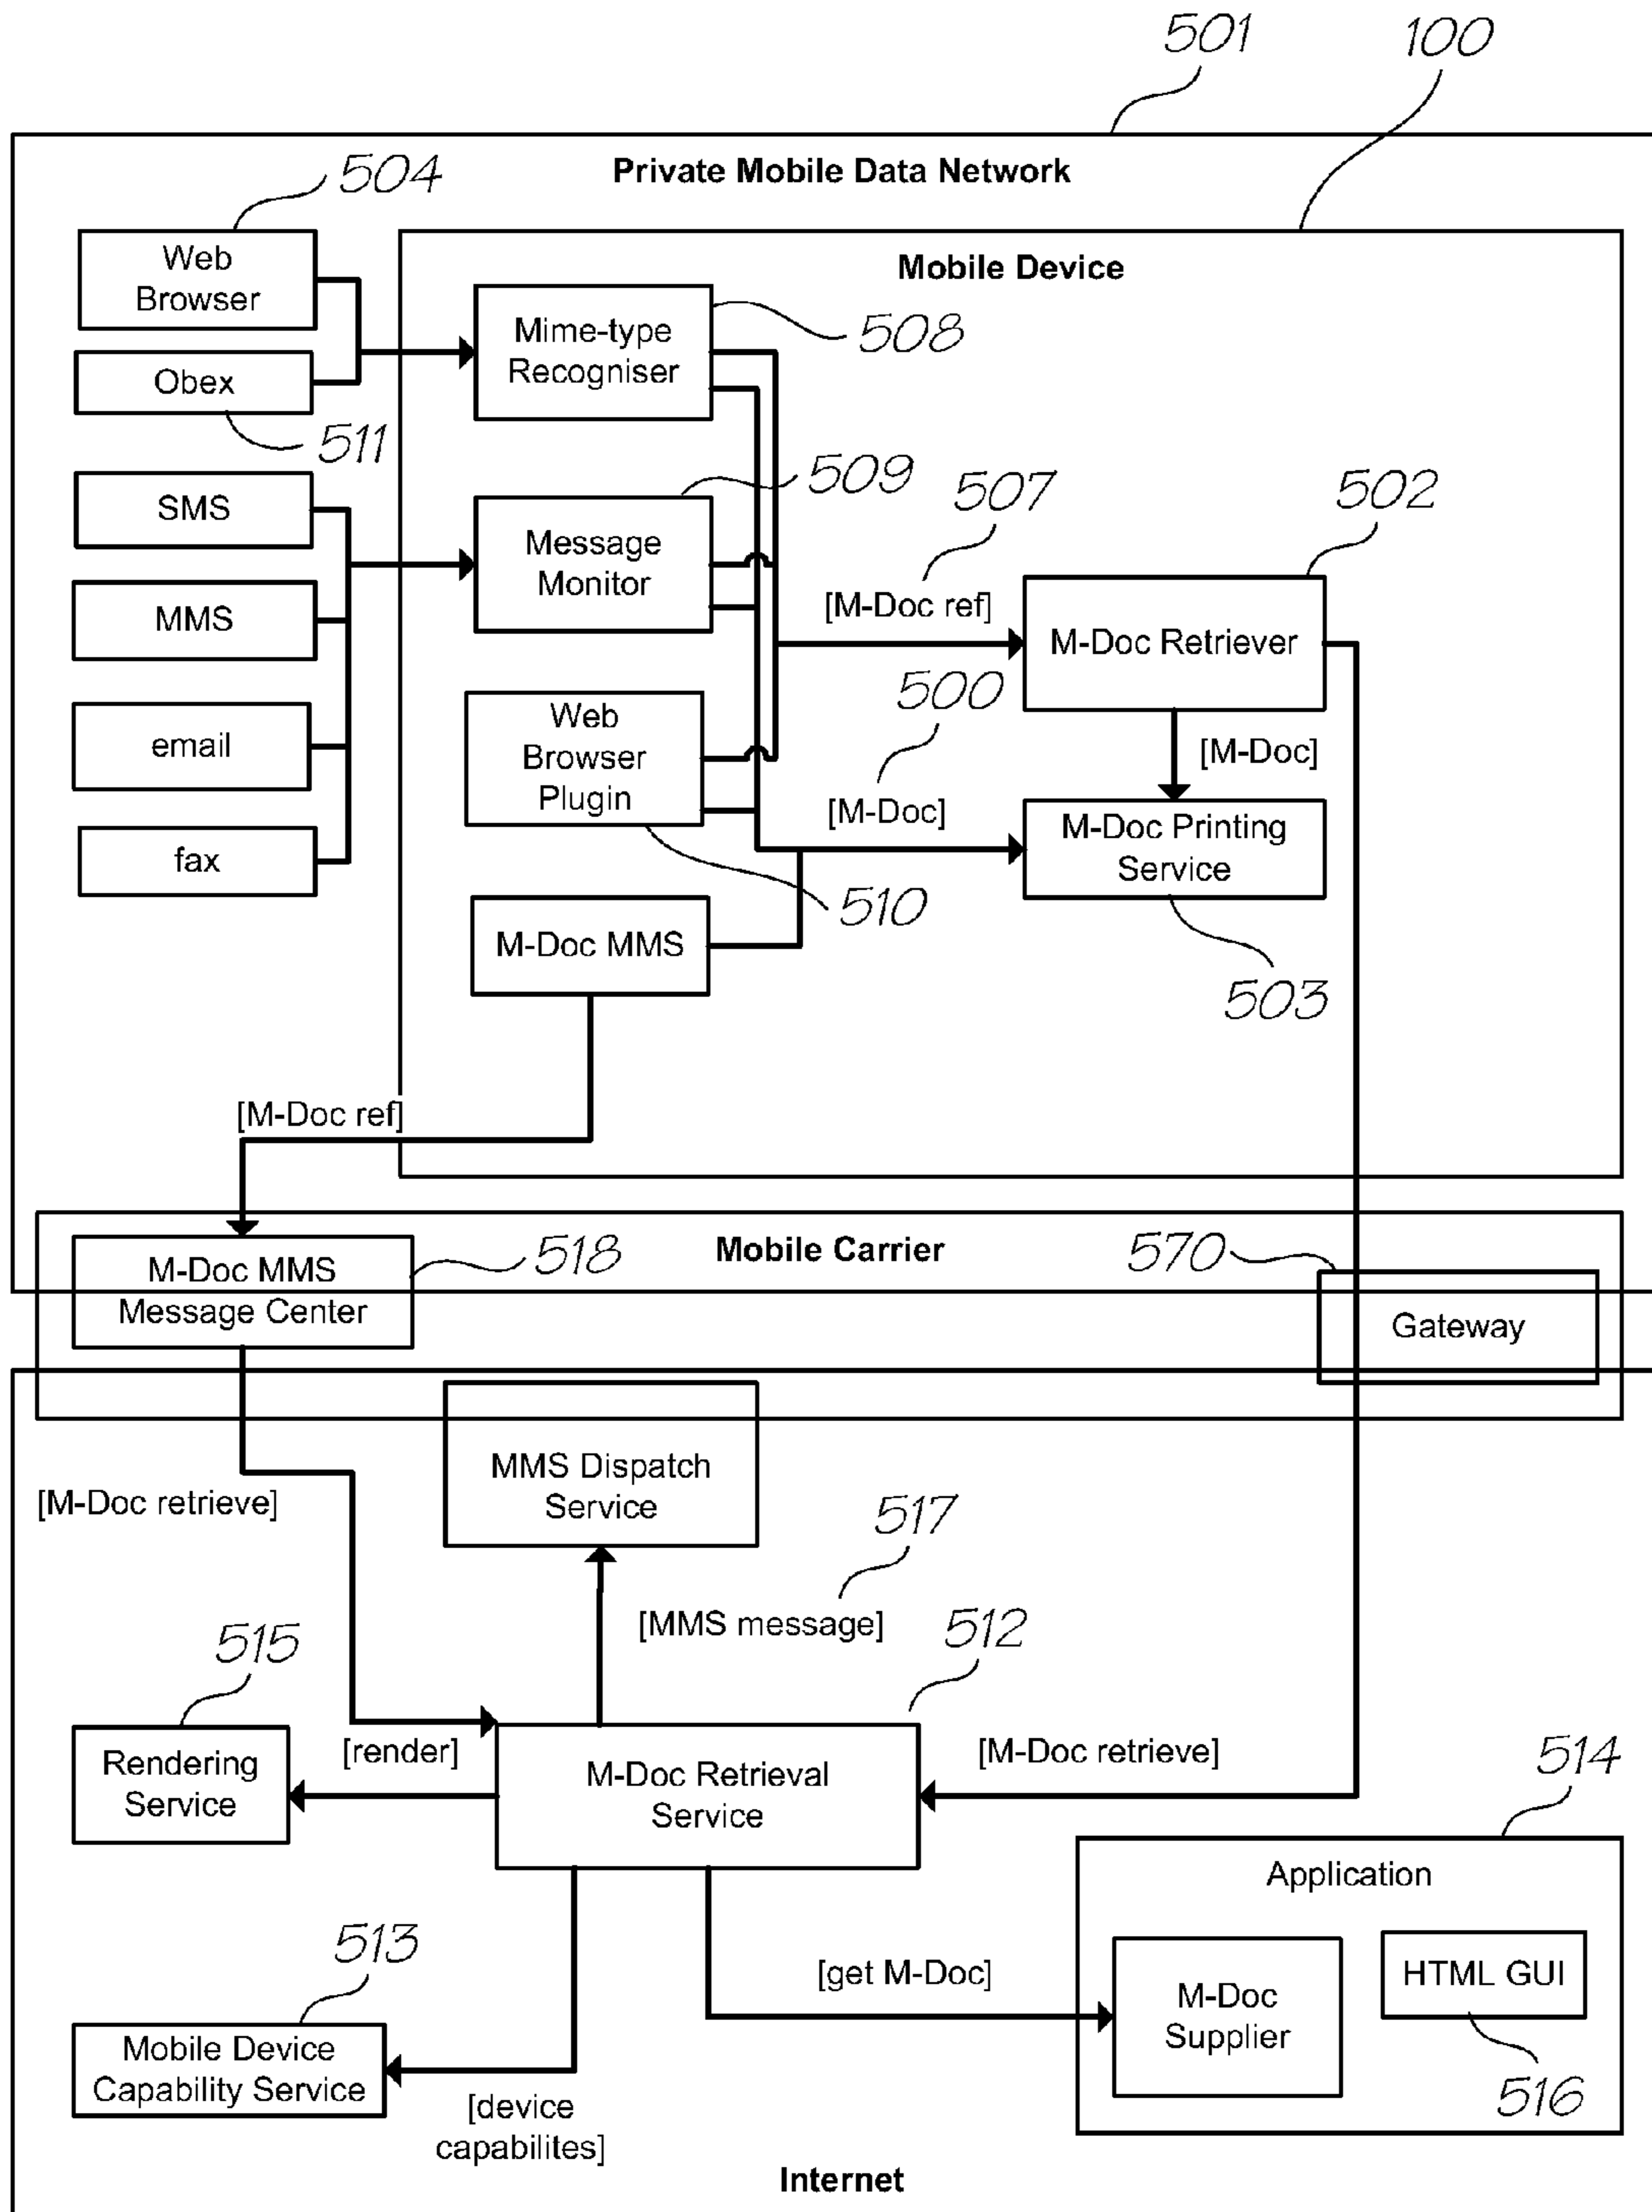 501
100
Private Mobile Data Network
504
Web
Browser
Mobile Device
Mime-type
Recogniser
508
Obex
511
SMS
509
507
502
Message
Monitor
MMS
[M-Doc ref]
M-Doc Retriever
500
Web
Browser
Plugin
email
[M-Doc]
[M-Doc]
M-Doc Printing
Service
fax
510
M-Doc MMS
503
[M-Doc ref]
M-Doc MMS
Message Center
518
Mobile Carrier
570
Gateway
MMS Dispatch
Service
[M-Doc retrieve]
517
[MMS message]
512
515
Rendering
Service
[render]
M-Doc Retrieval
Service
[M-Doc retrieve]
514
Application
513
[get M-Doc]
M-Doc
Supplier
HTML GUI
516
Mobile Device
Capability Service
[device
capabilites]
Internet